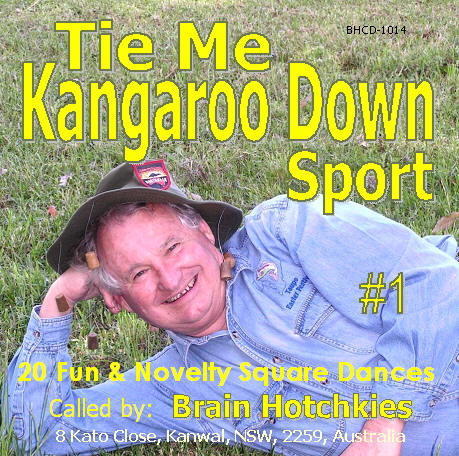 BHCD-1014
Tie Me
Kangaroo Down
Sport
#1
20 Fun & Novelty Square Dances
Called by: Brain Hotchkies
8 Kato Close, Kanwal, NSW, 2259, Australia